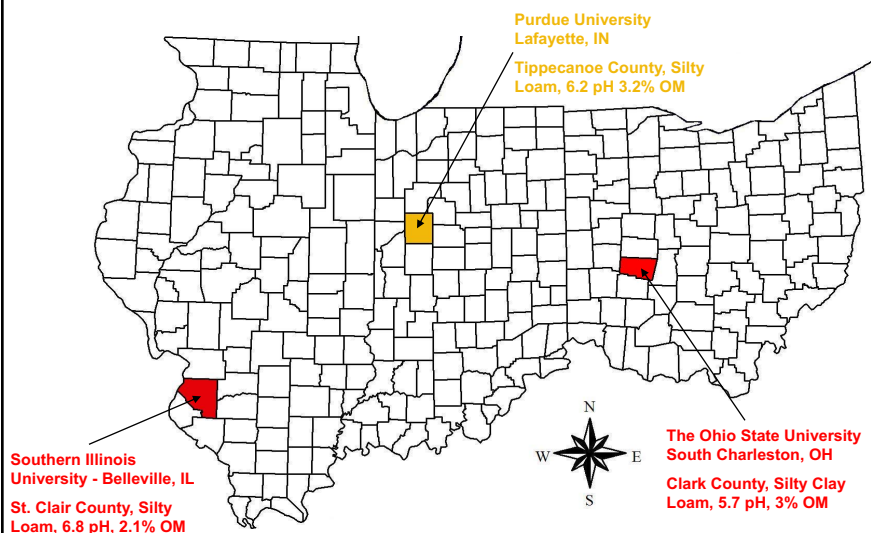 Purdue University
Lafayette, IN
Tippecanoe County, Silty
Loam, 6.2 pH 3.2% OM
N
W
E
S
The Ohio State University
South Charleston, OH
Clark County, Silty Clay
Loam, 5.7 pH, 3% OM
Southern Illinois
University - Belleville, IL
St. Clair County, Silty
Loam, 6.8 pH, 2.1% OM